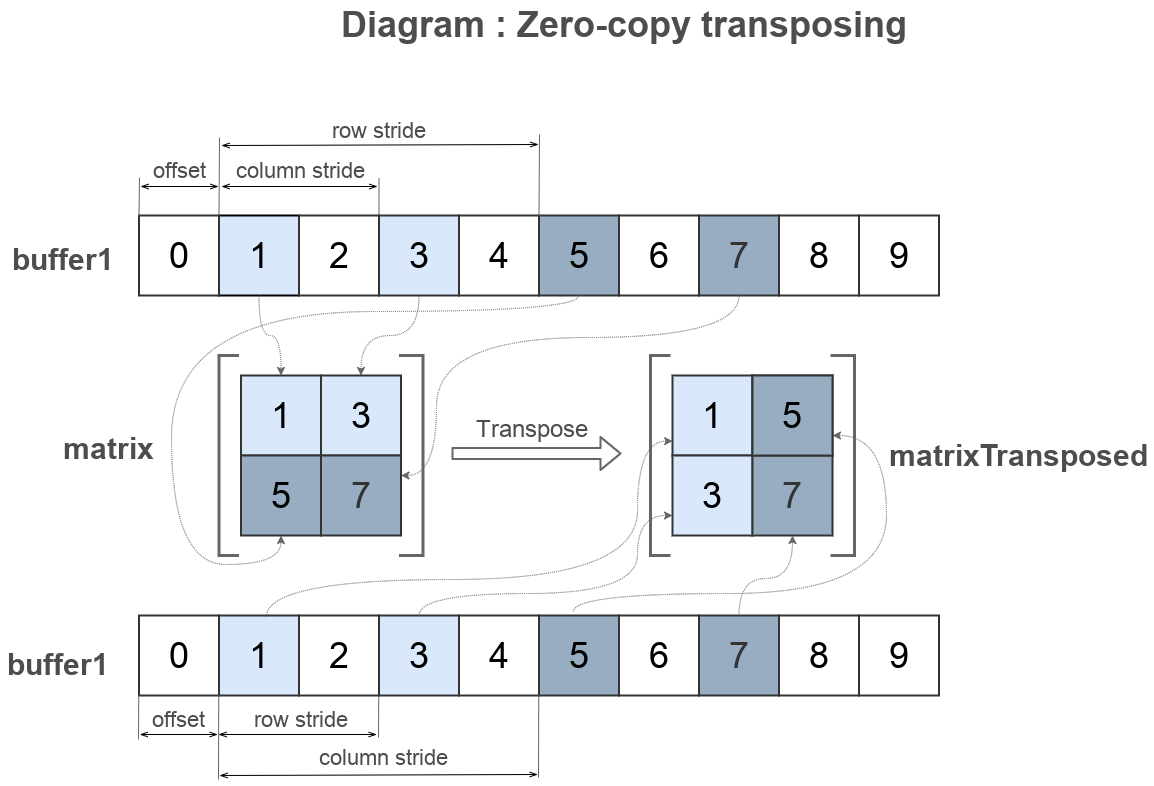 Diagram : Zero-copy transposing
row stride
offset column stride
buffer1 0 1 2 3 4 5 6 7 8 9
1 3
5 7
matrix
Transpose
1 5
3 7
matrixTransposed
buffer1 0 1 2 3 4 5 6 7 8 9
offset row stride
column stride